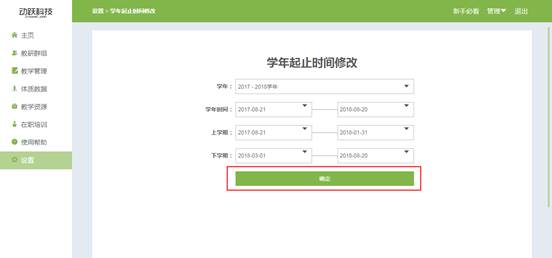 动跃科技
设置 > 学年起止时间修改
新手必看 管理 退出
主页
教研群组
教学管理
体质数据
教学资源
在职培训
使用帮助
设置
学年起止时间修改
学年： 2017 - 2018学年
学年时间： 2017-08-21 2018-08-20
上学期： 2017-08-21 2018-01-31
下学期： 2018-03-01 2018-08-20
确定